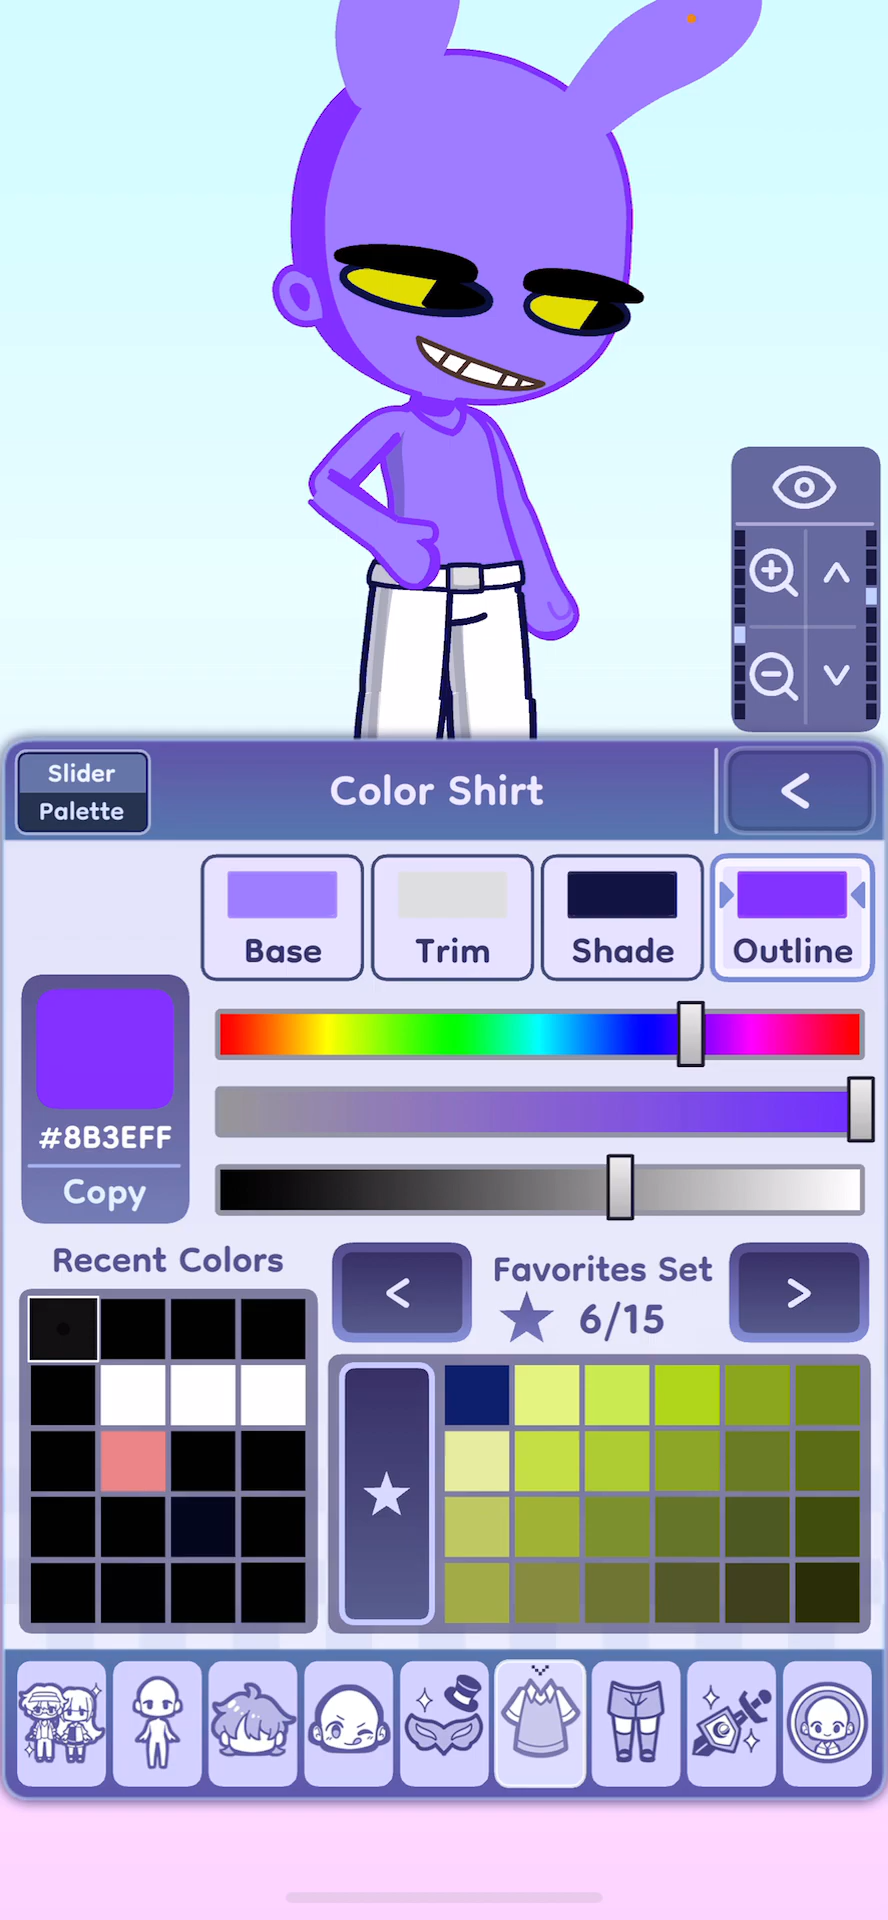 Slider
Palette
Color Shirt
<
Base
Trim
Shade
Outline
#8B3EFF
Copy
Recent Colors
<
Favorites Set
6/15
>